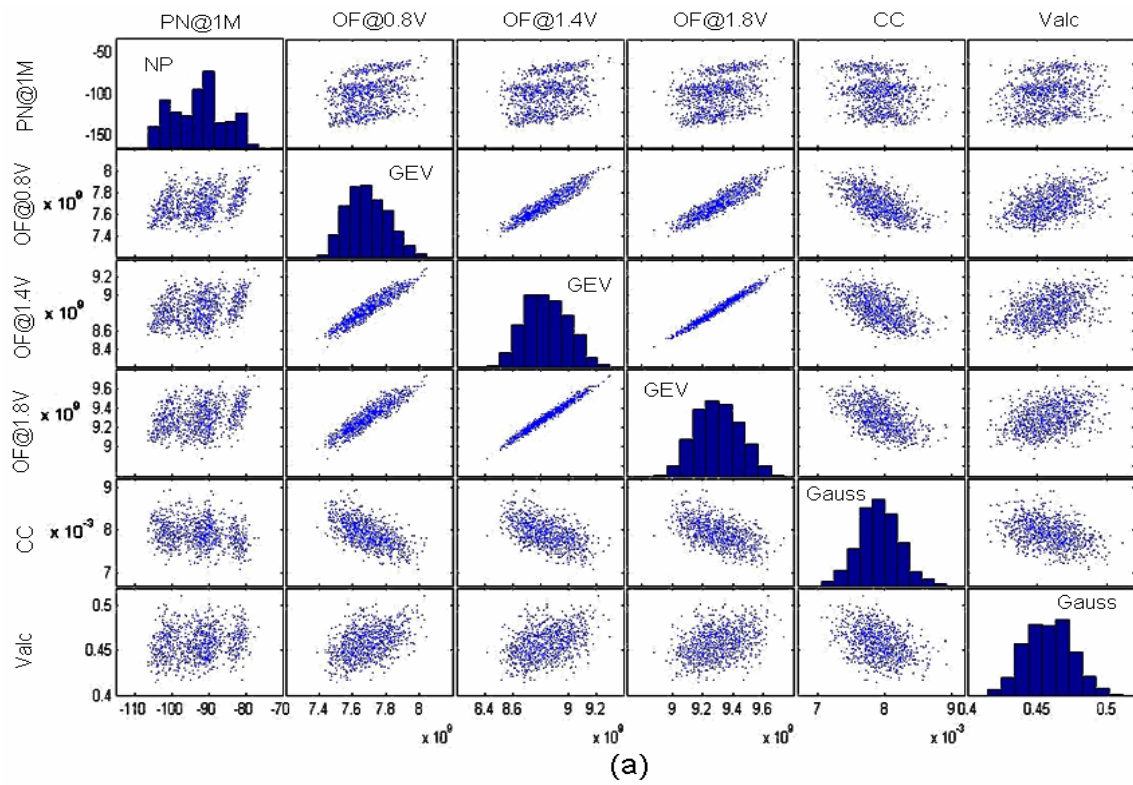 PN@1M OF@0.8V OF@1.4V OF@1.8V CC Valc
PN@1M
-50
-100
-150
NP
OF@0.8V
x 10^9
8
7.8
7.6
7.4
GEV
OF@1.4V
x 10^9
9.2
9
8.8
8.6
8.4
GEV
OF@1.8V
x 10^9
9.6
9.4
9.2
9
GEV
CC
x 10^-3
9
8
7
Gauss
Valc
0.5
0.45
0.4
Gauss
-110 -100 -90 -80 -70 7.4 7.6 7.8 8 8.4 8.6 8.8 9 9.2 9 9.2 9.4 9.6 7 8 9 0.4 0.45 0.5
x 10^9 x 10^9 x 10^9 x 10^-3
(a)